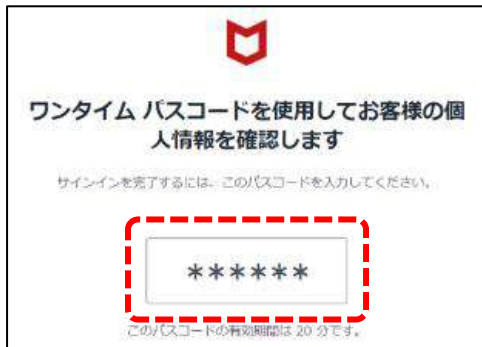 ワンタイム パスコードを使用してお客様の個
人情報を確認します
サインインを完了するには、このパスコードを入力してください。
******
このパスコードの有効期間は 20 分です。